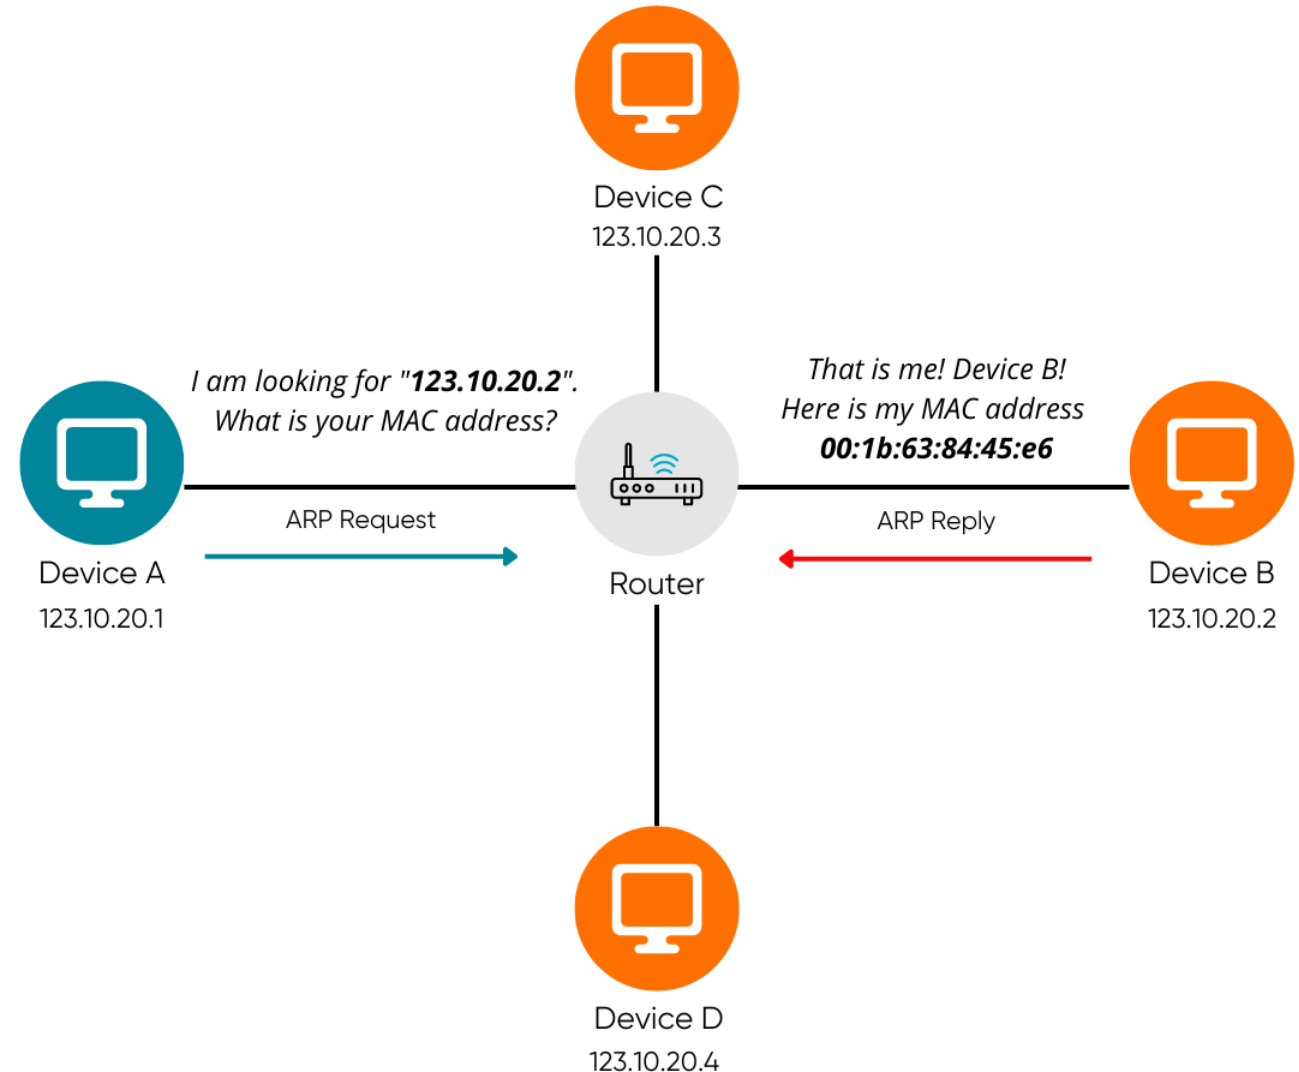 Device C
123.10.20.3
I am looking for "123.10.20.2".
What is your MAC address?
That is me! Device B!
Here is my MAC address
00:1b:63:84:45:e6
ARP Request
ARP Reply
Device A
123.10.20.1
Router
Device B
123.10.20.2
Device D
123.10.20.4